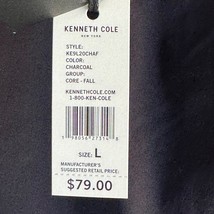 KENNETH COLE
NEW YORK
STYLE:
KE9L20CHAF
COLOR:
CHARCOAL
GROUP:
CORE - FALL
KENNETHCOLE.COM
1-800-KEN-COLE
SIZE: L
MANUFACTURER'S
SUGGESTED RETAIL PRICE:
$79.00